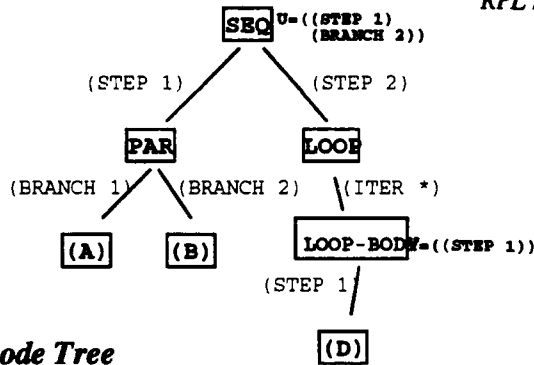 RPL
SEQ U=((STEP 1)
(BRANCH 2))
(STEP 1) (STEP 2)
PAR LOOP
(BRANCH 1) (BRANCH 2) (ITER *)
(A) (B) LOOP-BODY =((STEP 1))
(STEP 1
(D)
ode Tree